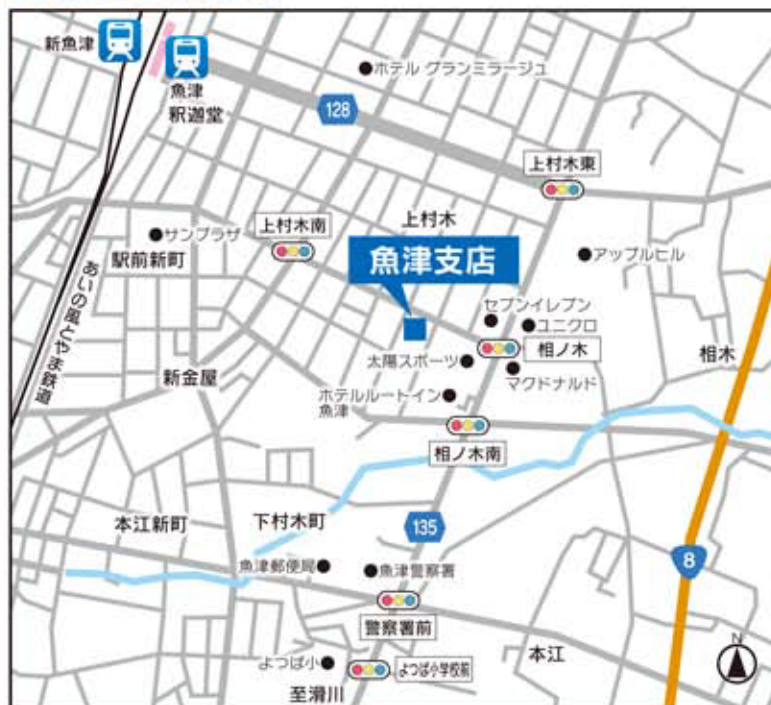 新魚津
魚津
釈迦堂
ホテル グランミラージュ
128
上村木東
上村木
上村木南
サンプラザ
駅前新町
魚津支店
アップルヒル
セブンイレブン
ユニクロ
相ノ木
太陽スポーツ
マクドナルド
相木
あいの風とやま鉄道
新金屋
ホテルルートイン
魚津
相ノ木南
本江新町
下村木町
135
8
魚津郵便局
魚津警察署
警察署前
よつば小
よつば小学校前
本江
至滑川
N